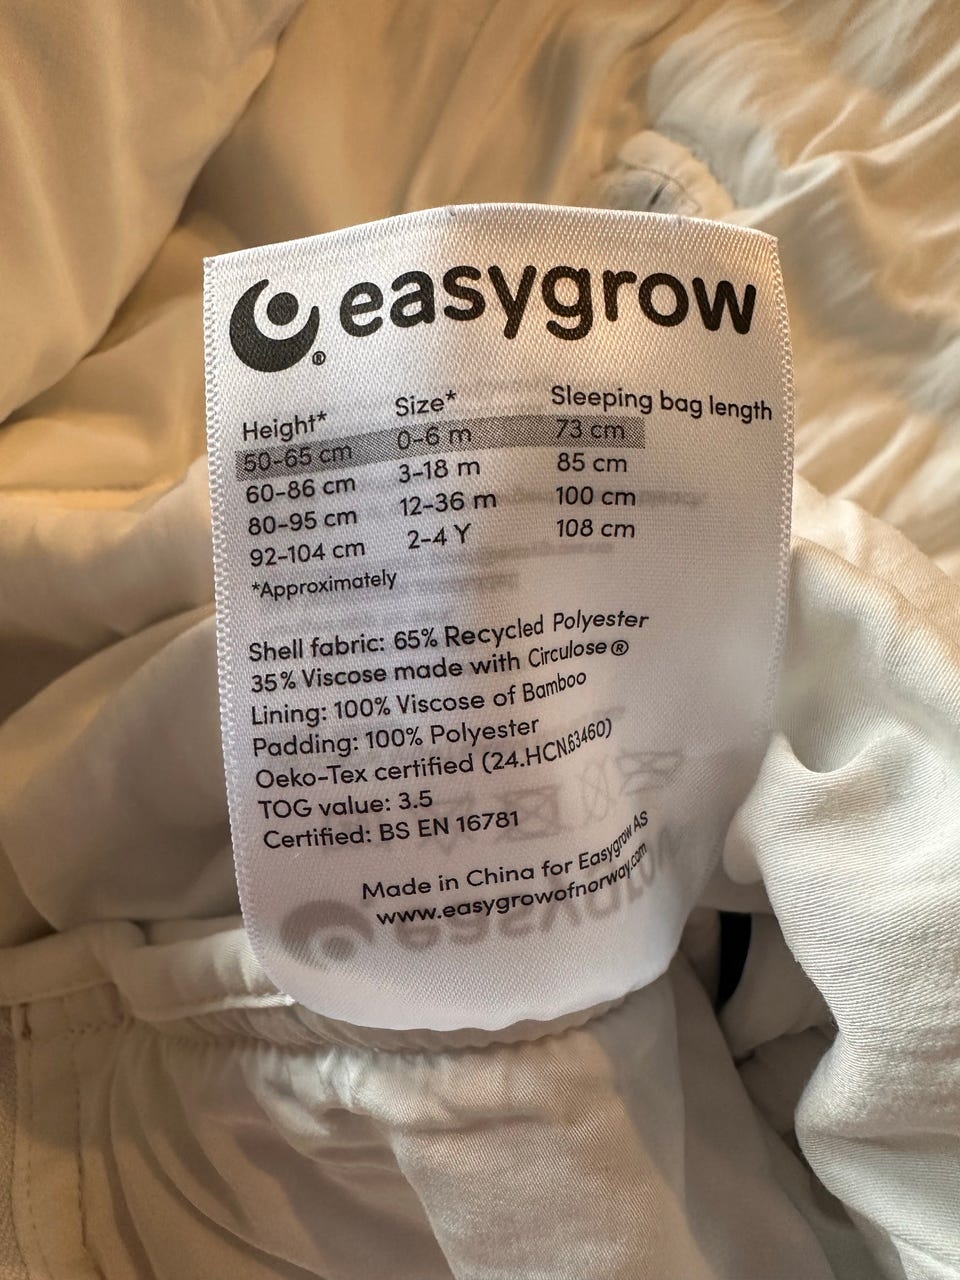 easygrow®
Height* Size* Sleeping bag length
50-65 cm 0-6 m 73 cm
60-86 cm 3-18 m 85 cm
80-95 cm 12-36 m 100 cm
92-104 cm 2-4 Y 108 cm
*Approximately
Shell fabric: 65% Recycled Polyester
35% Viscose made with Circulose®
Lining: 100% Viscose of Bamboo
Padding: 100% Polyester
Oeko-Tex certified (24.HCN.63460)
TOG value: 3.5
Certified: BS EN 16781
Made in China for Easygrow AS
www.easygrowofnorway.com
easygrow